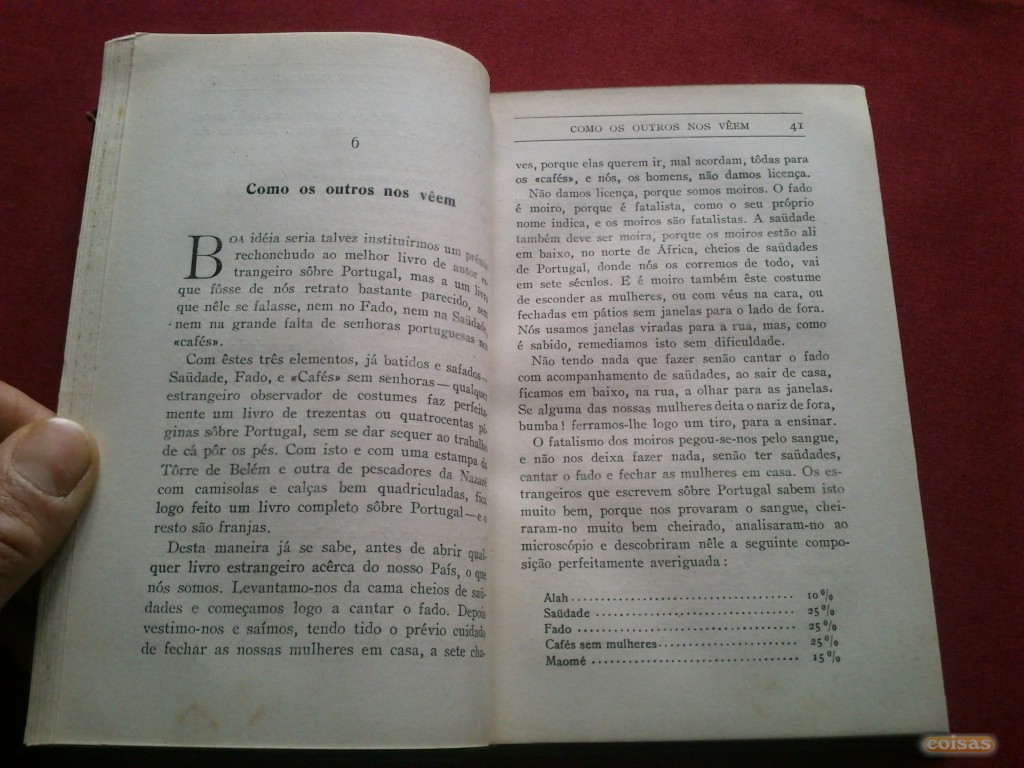 6
Como os outros nos vêem
BOA idéia seria talvez instituirmos um prémio
rechonchudo ao melhor livro de autor es-
trangeiro sôbre Portugal, mas a um livro
que fôsse de nós retrato bastante parecido, sem
que nêle se falasse, nem no Fado, nem na Saüdade,
nem na grande falta de senhoras portuguesas nos
«cafés».
Com êstes três elementos, já batidos e safados—
Saüdade, Fado, e «Cafés» sem senhoras—qualquer
estrangeiro observador de costumes faz perfeita-
mente um livro de trezentas ou quatrocentas pá-
ginas sôbre Portugal, sem se dar sequer ao trabalho
de cá pôr os pés. Com isto e com uma estampa da
Tôrre de Belém e outra de pescadores da Nazaré
com camisolas e calças bem quadriculadas, fica
logo feito um livro completo sôbre Portugal—e o
resto são franjas.
Desta maneira já se sabe, antes de abrir qual-
quer livro estrangeiro acêrca do nosso País, o que
nós somos. Levantamo-nos da cama cheios de saü-
dades e começamos logo a cantar o fado. Depois
vestimo-nos e saímos, tendo tido o prévio cuidado
de fechar as nossas mulheres em casa, a sete cha-
COMO OS OUTROS NOS VÊEM 41
ves, porque elas querem ir, mal acordam, tôdas para
os «cafés», e nós, os homens, não damos licença.
Não damos licença, porque somos moiros. O fado
é moiro, porque é fatalista, como o seu próprio
nome indica, e os moiros são fatalistas. A saüdade
também deve ser moira, porque os moiros estão ali
em baixo, no norte de África, cheios de saüdades
de Portugal, donde nós os corremos de todo, vai
em sete séculos. E é moiro também êste costume
de esconder as mulheres, ou com véus na cara, ou
fechadas em pátios sem janelas para o lado de fora.
Nós usamos janelas viradas para a rua, mas, como
é sabido, remediamos isto sem dificuldade.
Não tendo nada que fazer senão cantar o fado
com acompanhamento de saüdades, ao sair de casa,
ficamos em baixo, na rua, a olhar para as janelas.
Se alguma das nossas mulheres deita o nariz de fora,
bumba! ferramos-lhe logo um tiro, para a ensinar.
O fatalismo dos moiros pegou-se-nos pelo sangue,
e não nos deixa fazer nada, senão ter saüdades,
cantar o fado e fechar as mulheres em casa. Os es-
trangeiros que escrevem sôbre Portugal sabem isto
muito bem, porque nos provaram o sangue, chei-
raram-no muito bem cheirado, analisaram-no ao
microscópio e descobriram nêle a seguinte compo-
sição perfeitamente averiguada:
Alah .................................... 10%
Saüdade ................................ 25%
Fado ................................... 25%
Cafés sem mulheres...................... 25%
Maomé .................................. 15%
coisas